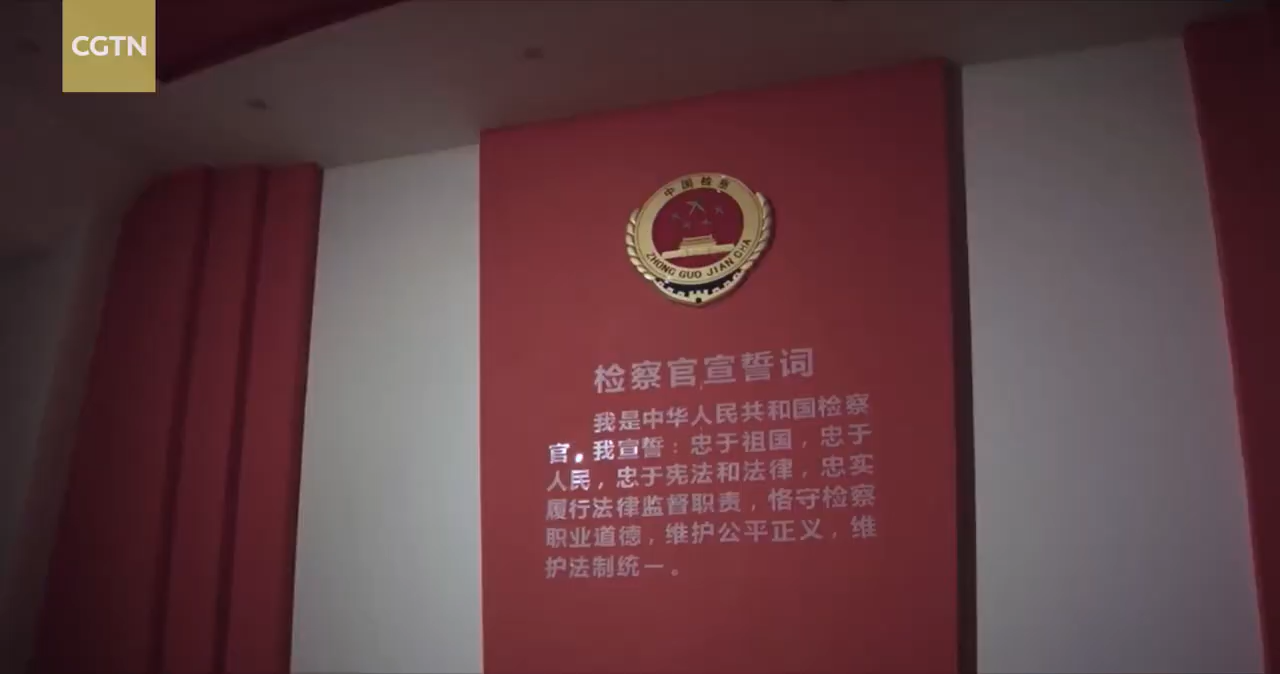 CGTN
中国检察
ZHONG GUO JIAN CHA
检察官宣誓词
我是中华人民共和国检察
官。我宣誓：忠于祖国，忠于
人民，忠于宪法和法律，忠实
履行法律监督职责，恪守检察
职业道德，维护公平正义，维
护法制统一。